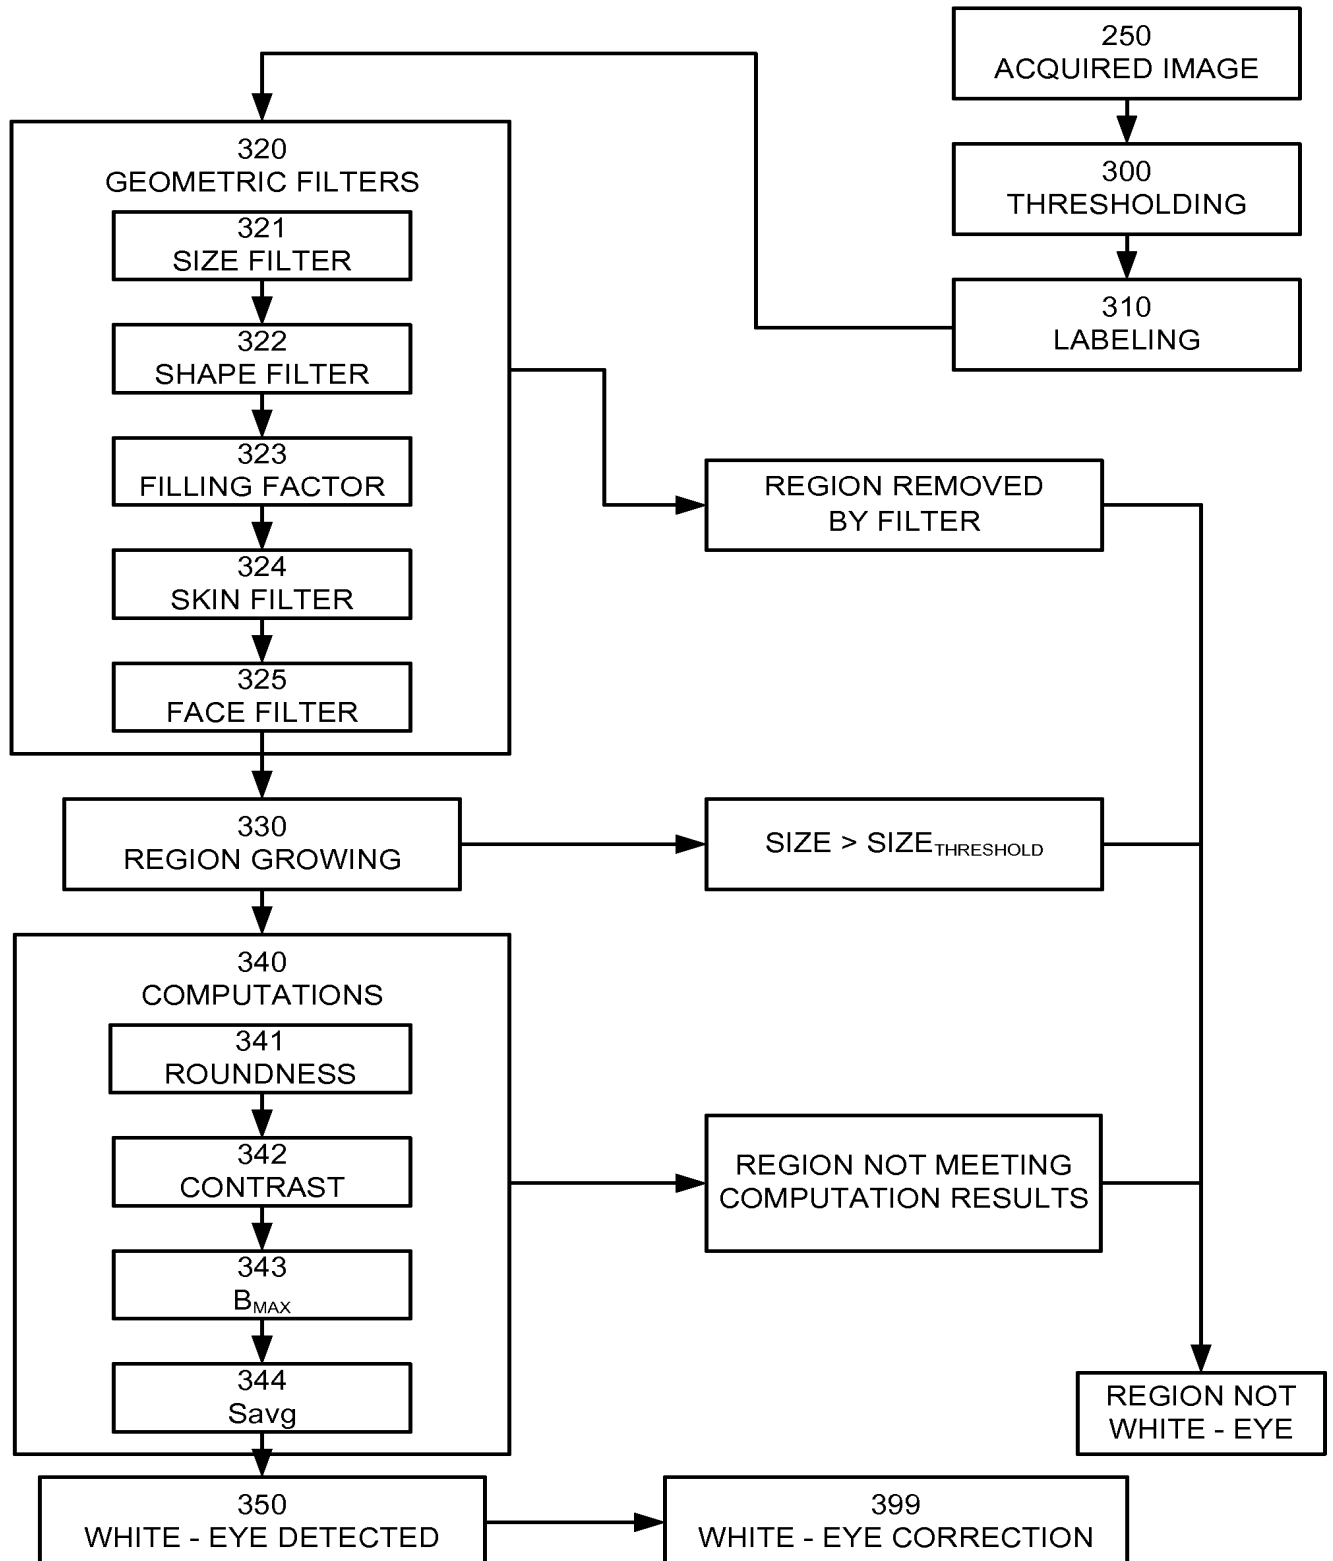 250
ACQUIRED IMAGE
300
THRESHOLDING
310
LABELING
320
GEOMETRIC FILTERS
321
SIZE FILTER
322
SHAPE FILTER
323
FILLING FACTOR
324
SKIN FILTER
325
FACE FILTER
REGION REMOVED
BY FILTER
330
REGION GROWING
SIZE > SIZETHRESHOLD
340
COMPUTATIONS
341
ROUNDNESS
342
CONTRAST
343
BMAX
344
Savg
REGION NOT MEETING
COMPUTATION RESULTS
REGION NOT
WHITE - EYE
350
WHITE - EYE DETECTED
399
WHITE - EYE CORRECTION